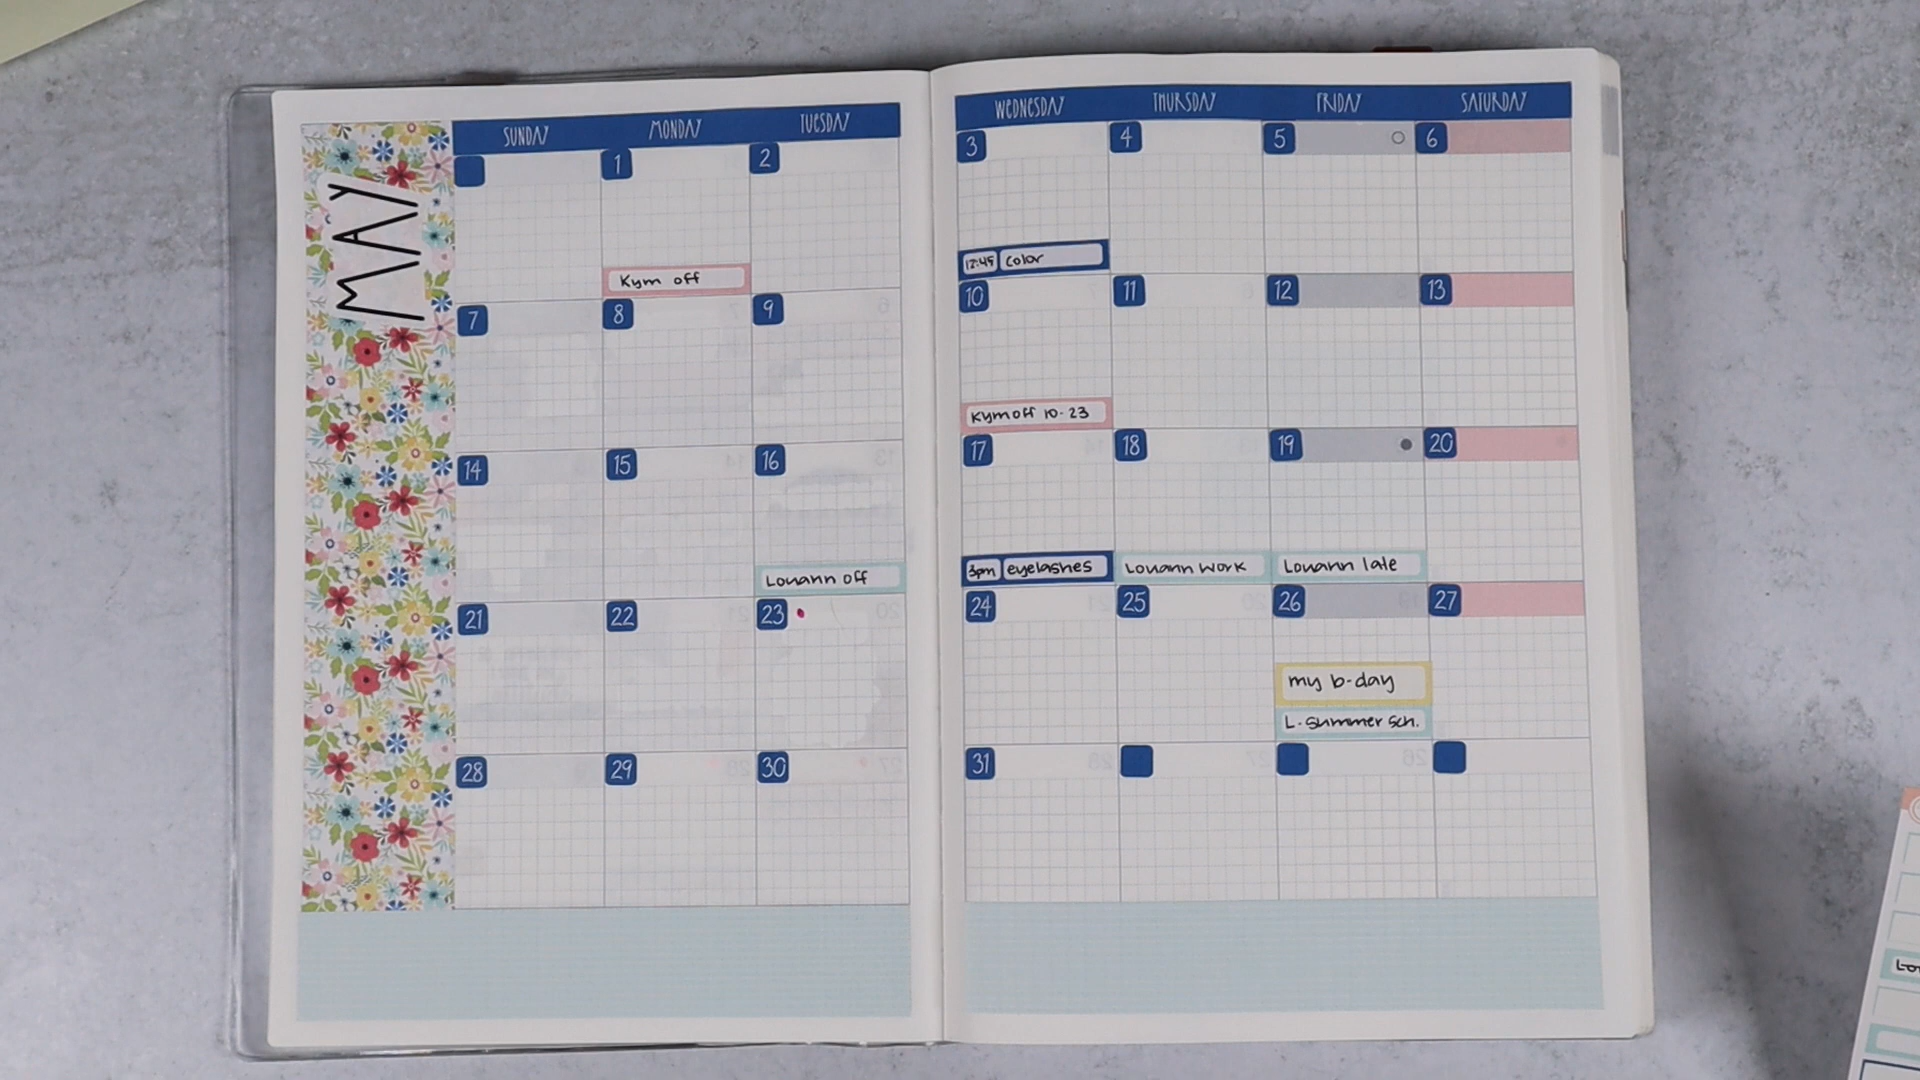 MAY
SUNDAY MONDAY TUESDAY WEDNESDAY THURSDAY FRIDAY SATURDAY
1 2 3 4 5 6
Kym off
12:45 color
7 8 9 10 11 12 13
Kym off 10-23
14 15 16 17 18 19 20
Louann off
3pm eyelashes
Louann work
Louann late
21 22 23 24 25 26 27
my b-day
L. Summer Sch.
28 29 30 31